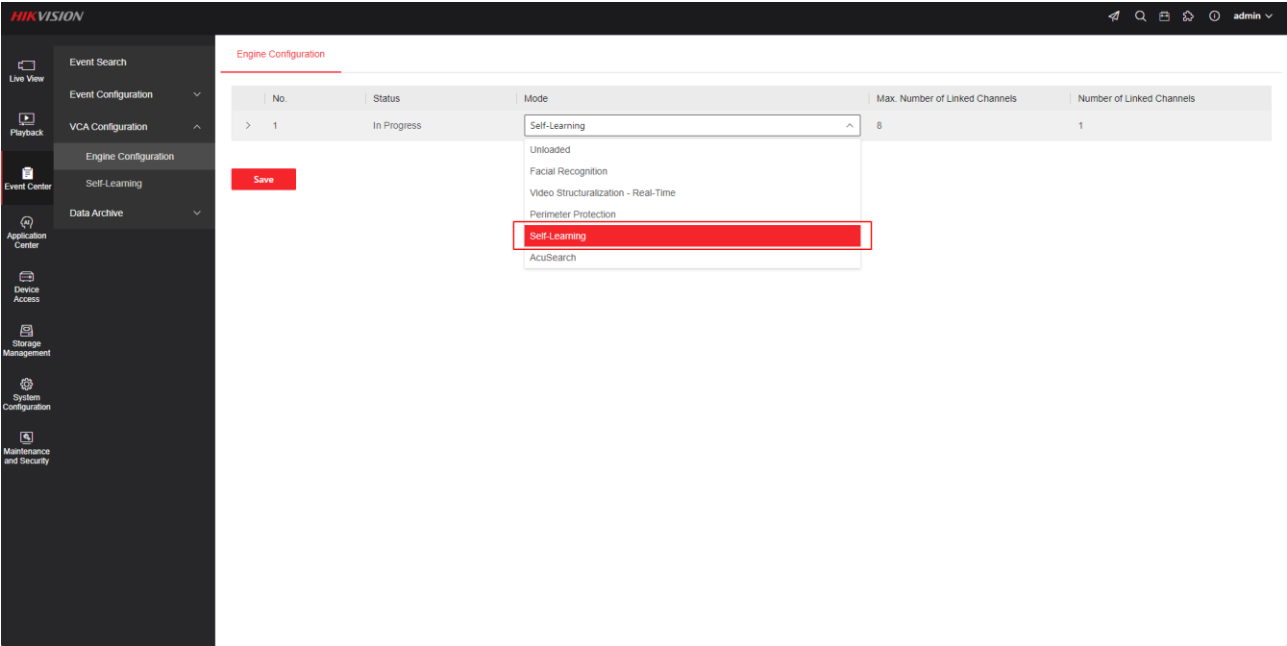 HIKVISION
admin
Live View
Playback
Event Center
Application
Center
Device
Access
Storage
Management
System
Configuration
Maintenance
and Security
Event Search
Event Configuration
VCA Configuration
Engine Configuration
Self-Learning
Data Archive
Engine Configuration
No. Status Mode Max. Number of Linked Channels Number of Linked Channels
1 In Progress Self-Learning 8 1
Unloaded
Facial Recognition
Video Structuralization - Real-Time
Perimeter Protection
Self-Learning
AcuSearch
Save